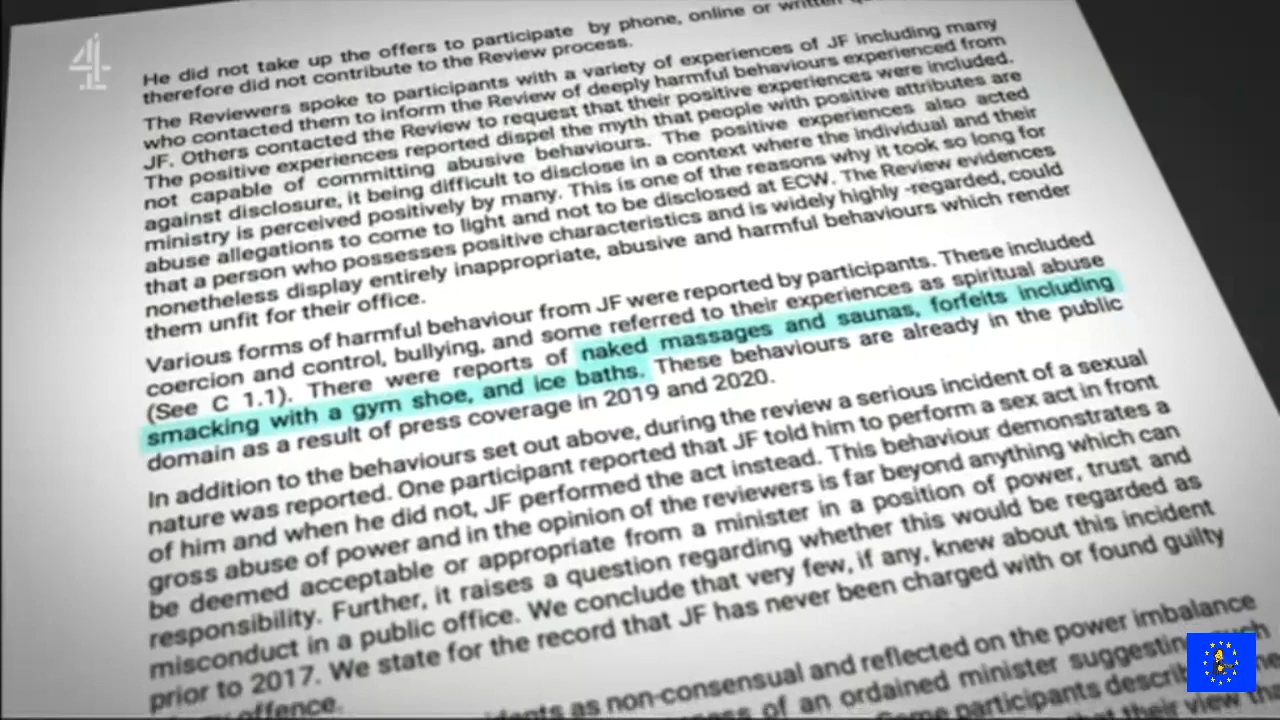 4
He did not take up the offers to participate by phone, online or written
therefore did not contribute to the Review process.
The Reviewers spoke to participants with a variety of experiences of JF including many
who contacted them to inform the Review of deeply harmful behaviours experienced from
JF. Others contacted the Review to request that their positive experiences were included.
The positive experiences reported dispel the myth that people with positive attributes are
not capable of committing abusive behaviours. The positive experiences also acted
against disclosure, it being difficult to disclose in a context where the individual and their
ministry is perceived positively by many. This is one of the reasons why it took so long for
abuse allegations to come to light and not to be disclosed at ECW. The Review evidences
that a person who possesses positive characteristics and is widely highly -regarded, could
nonetheless display entirely inappropriate, abusive and harmful behaviours which render
them unfit for their office.
Various forms of harmful behaviour from JF were reported by participants. These included
coercion and control, bullying, and some referred to their experiences as spiritual abuse
(See C 1.1). There were reports of naked massages and saunas, forfeits including
smacking with a gym shoe, and ice baths. These behaviours are already in the public
domain as a result of press coverage in 2019 and 2020.
In addition to the behaviours set out above, during the review a serious incident of a sexual
nature was reported. One participant reported that JF told him to perform a sex act in front
of him and when he did not, JF performed the act instead. This behaviour demonstrates a
gross abuse of power and in the opinion of the reviewers is far beyond anything which can
be deemed acceptable or appropriate from a minister in a position of power, trust and
responsibility. Further, it raises a question regarding whether this would be regarded as
misconduct in a public office. We conclude that very few, if any, knew about this incident
prior to 2017. We state for the record that JF has never been charged with or found guilty
offence.
as non-consensual and reflected on the power imbalance
of an ordained minister suggesting such
Some participants
their view